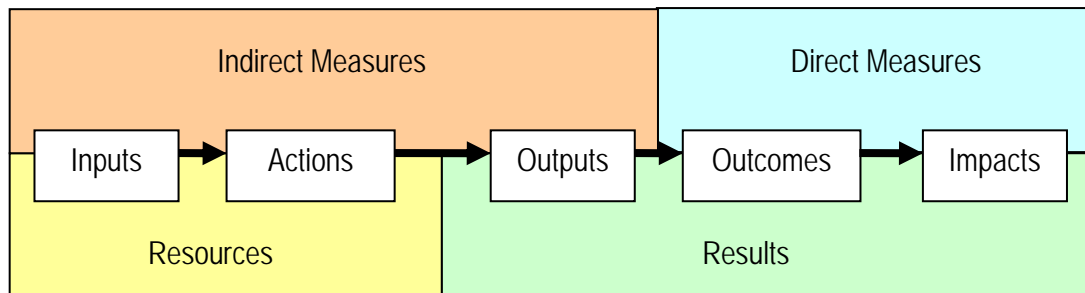 Indirect Measures
Direct Measures
Inputs
Actions
Outputs
Outcomes
Impacts
Resources
Results